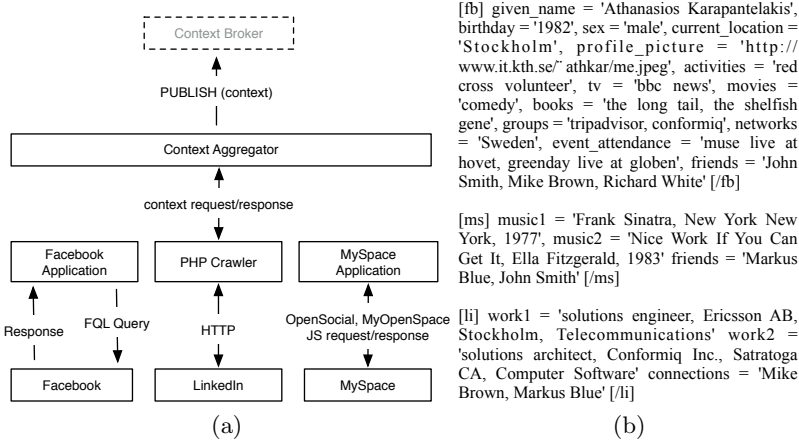 Context Broker
PUBLISH (context)
Context Aggregator
context request/response
Facebook
Application
PHP Crawler
MySpace
Application
Response
FQL Query
HTTP
OpenSocial, MyOpenSpace
JS request/response
Facebook
LinkedIn
MySpace
(a)
[fb] given_name = 'Athanasios Karapantelakis',
birthday = '1982', sex = 'male', current_location =
'Stockholm', profile_picture = 'http://
www.it.kth.se/~athkar/me.jpeg', activities = 'red
cross volunteer', tv = 'bbc news', movies =
'comedy', books = 'the long tail, the shelfish
gene', groups = 'tripadvisor, conformiq', networks
= 'Sweden', event_attendance = 'muse live at
hovet, greenday live at globen', friends = 'John
Smith, Mike Brown, Richard White' [/fb]
[ms] music1 = 'Frank Sinatra, New York New
York, 1977', music2 = 'Nice Work If You Can
Get It, Ella Fitzgerald, 1983' friends = 'Markus
Blue, John Smith' [/ms]
[li] work1 = 'solutions engineer, Ericsson AB,
Stockholm, Telecommunications' work2 =
'solutions architect, Conformiq Inc., Satratoga
CA, Computer Software' connections = 'Mike
Brown, Markus Blue' [/li]
(b)